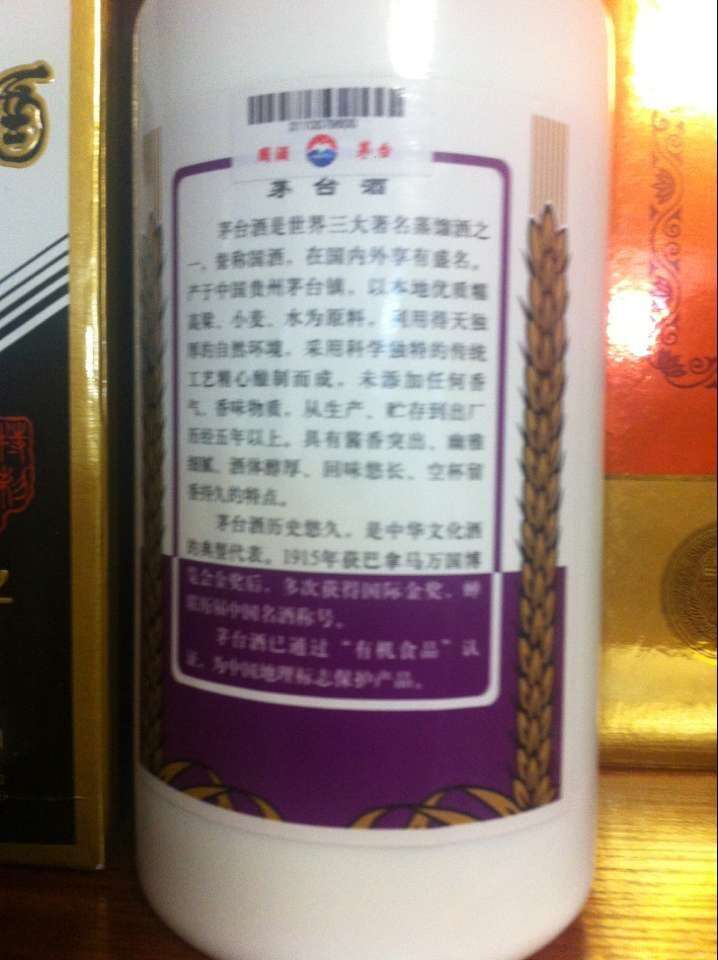 酒
国酒 茅台
茅台酒
茅台酒是世界三大著名蒸馏酒之
一，誉称国酒，在国内外享有盛名。
产于中国贵州茅台镇，以本地优质糯
高粱、小麦、水为原料，利用得天独
厚的自然环境，采用科学独特的传统
工艺精心酿制而成，未添加任何香
气、香味物质，从生产、贮存到出厂
历经五年以上。具有酱香突出、幽雅
细腻、酒体醇厚、回味悠长、空杯留
香持久的特点。
茅台酒历史悠久，是中华文化酒
的典型代表。1915年获巴拿马万国博
览会金奖后，多次获得国际金奖，蝉
联历届中国名酒称号。
茅台酒已通过“有机食品”认
证，为中国地理标志保护产品。